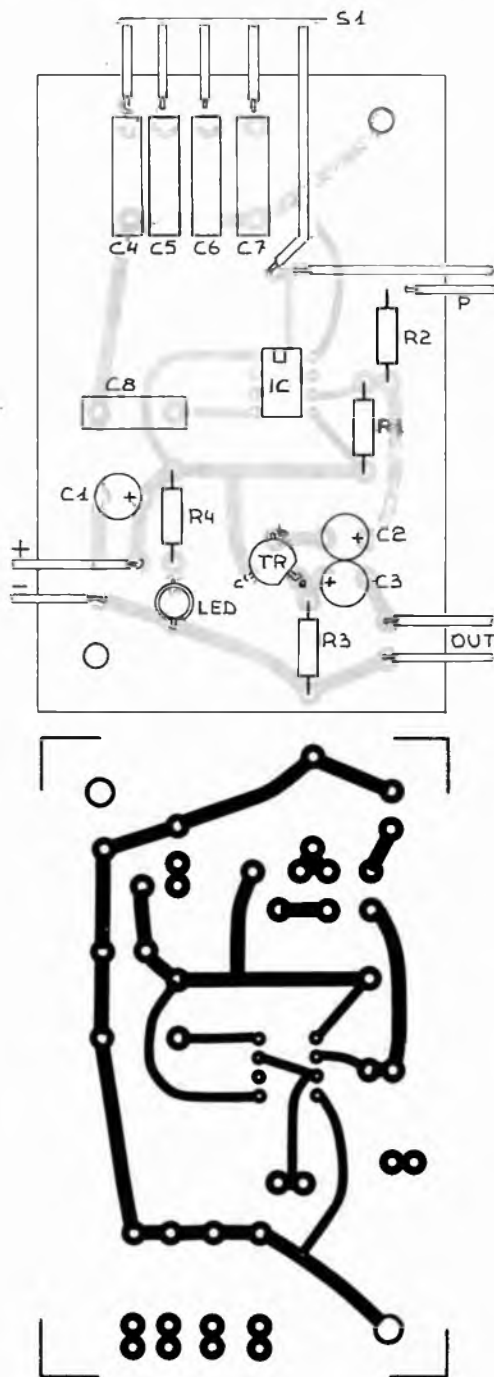 S1
C4 C5 C6 C7
P
R2
IC
C8
R1
C1 +
R4
C2
+
TR
C3
+
+
-
LED
R3
OUT